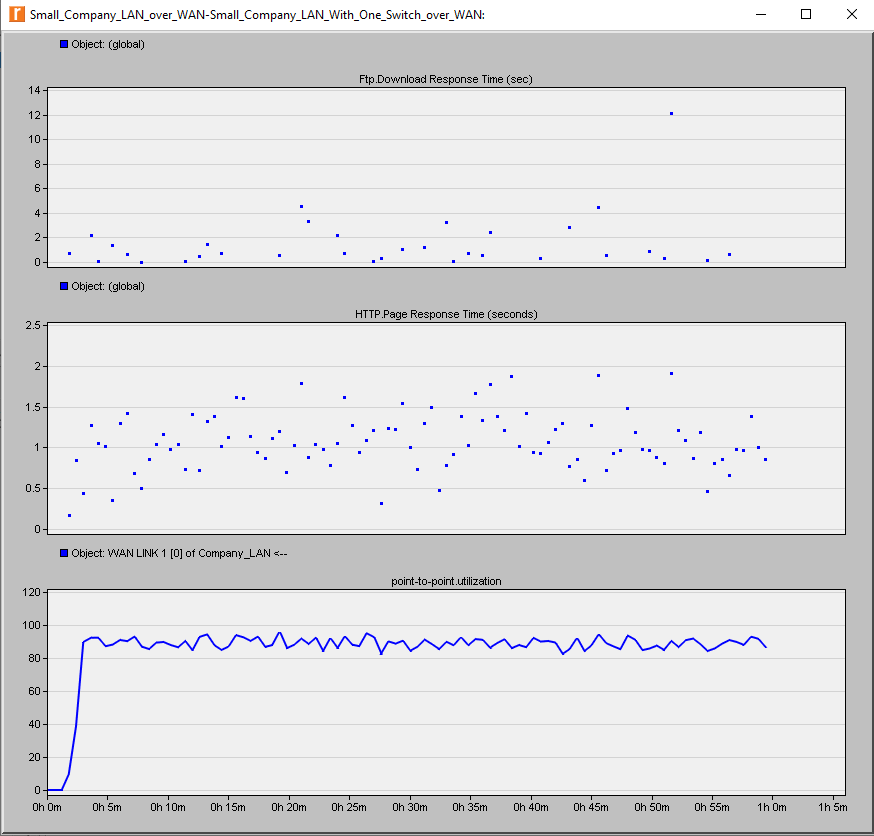 Small_Company_LAN_over_WAN-Small_Company_LAN_With_One_Switch_over_WAN:
Object: (global)
Ftp.Download Response Time (sec)
14
12
10
8
6
4
2
0
Object: (global)
HTTP.Page Response Time (seconds)
2.5
2
1.5
1
0.5
0
Object: WAN LINK 1 [0] of Company_LAN <--
point-to-point.utilization
120
100
80
60
40
20
0
0h 0m 0h 5m 0h 10m 0h 15m 0h 20m 0h 25m 0h 30m 0h 35m 0h 40m 0h 45m 0h 50m 0h 55m 1h 0m 1h 5m